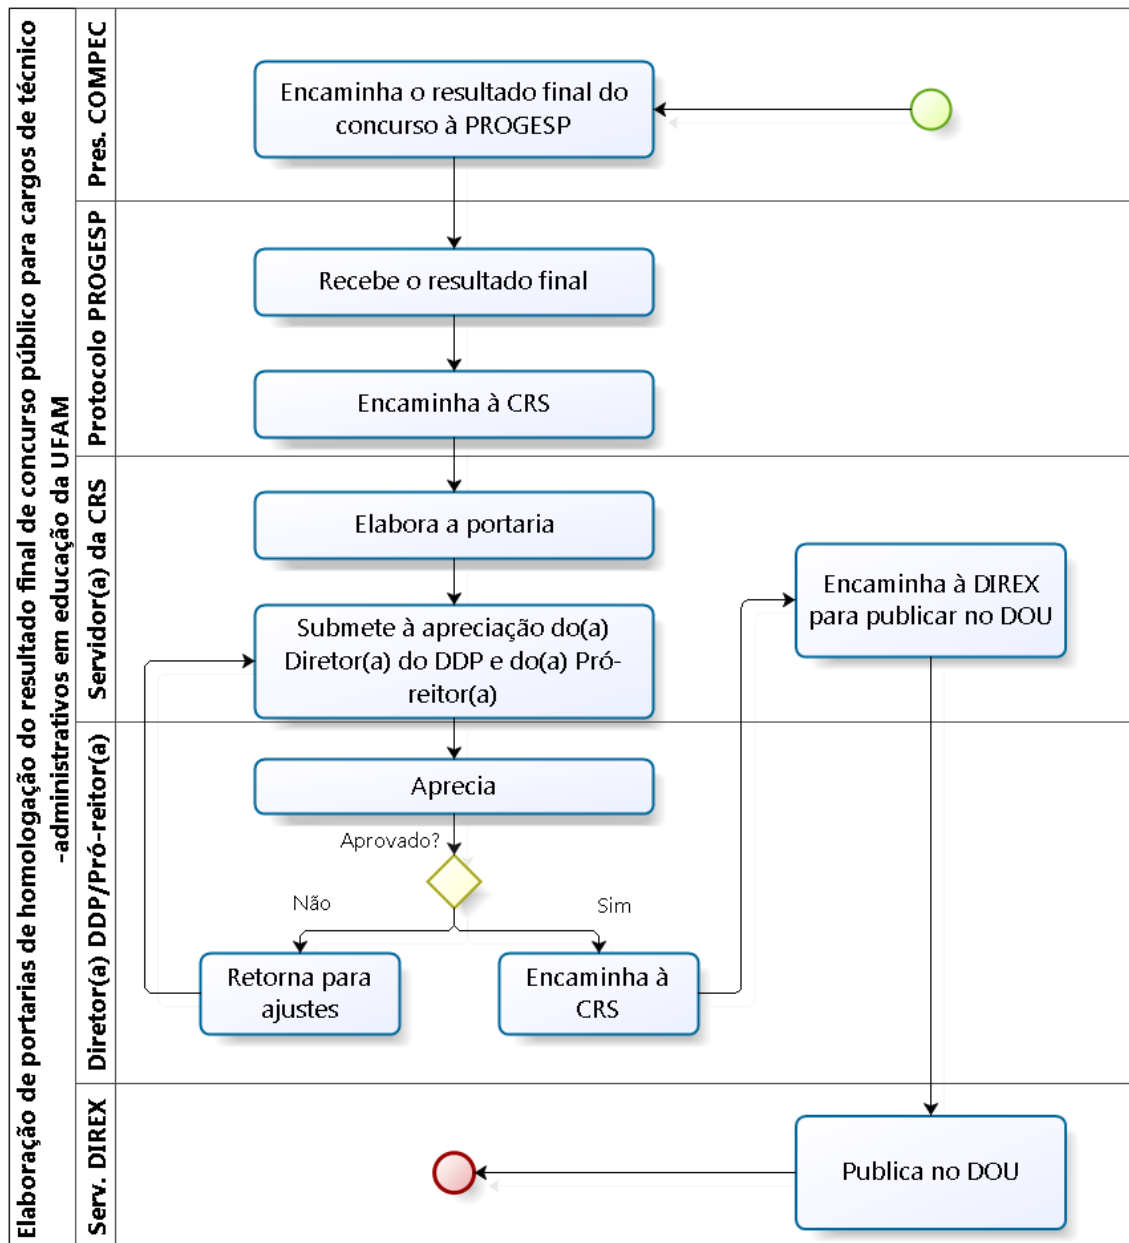 Elaboração de portarias de homologação do resultado final de concurso público para cargos de técnico
-administrativos em educação da UFAM
Pres. COMPEC
Encaminha o resultado final do
concurso à PROGESP
Protocolo PROGESP
Recebe o resultado final
Encaminha à CRS
Servidor(a) da CRS
Elabora a portaria
Submete à apreciação do(a)
Diretor(a) do DDP e do(a) Pró-
reitor(a)
Encaminha à DIREX
para publicar no DOU
Diretor(a) DDP/Pró-reitor(a)
Aprecia
Aprovado?
Não
Sim
Retorna para
ajustes
Encaminha à
CRS
Serv. DIREX
Publica no DOU